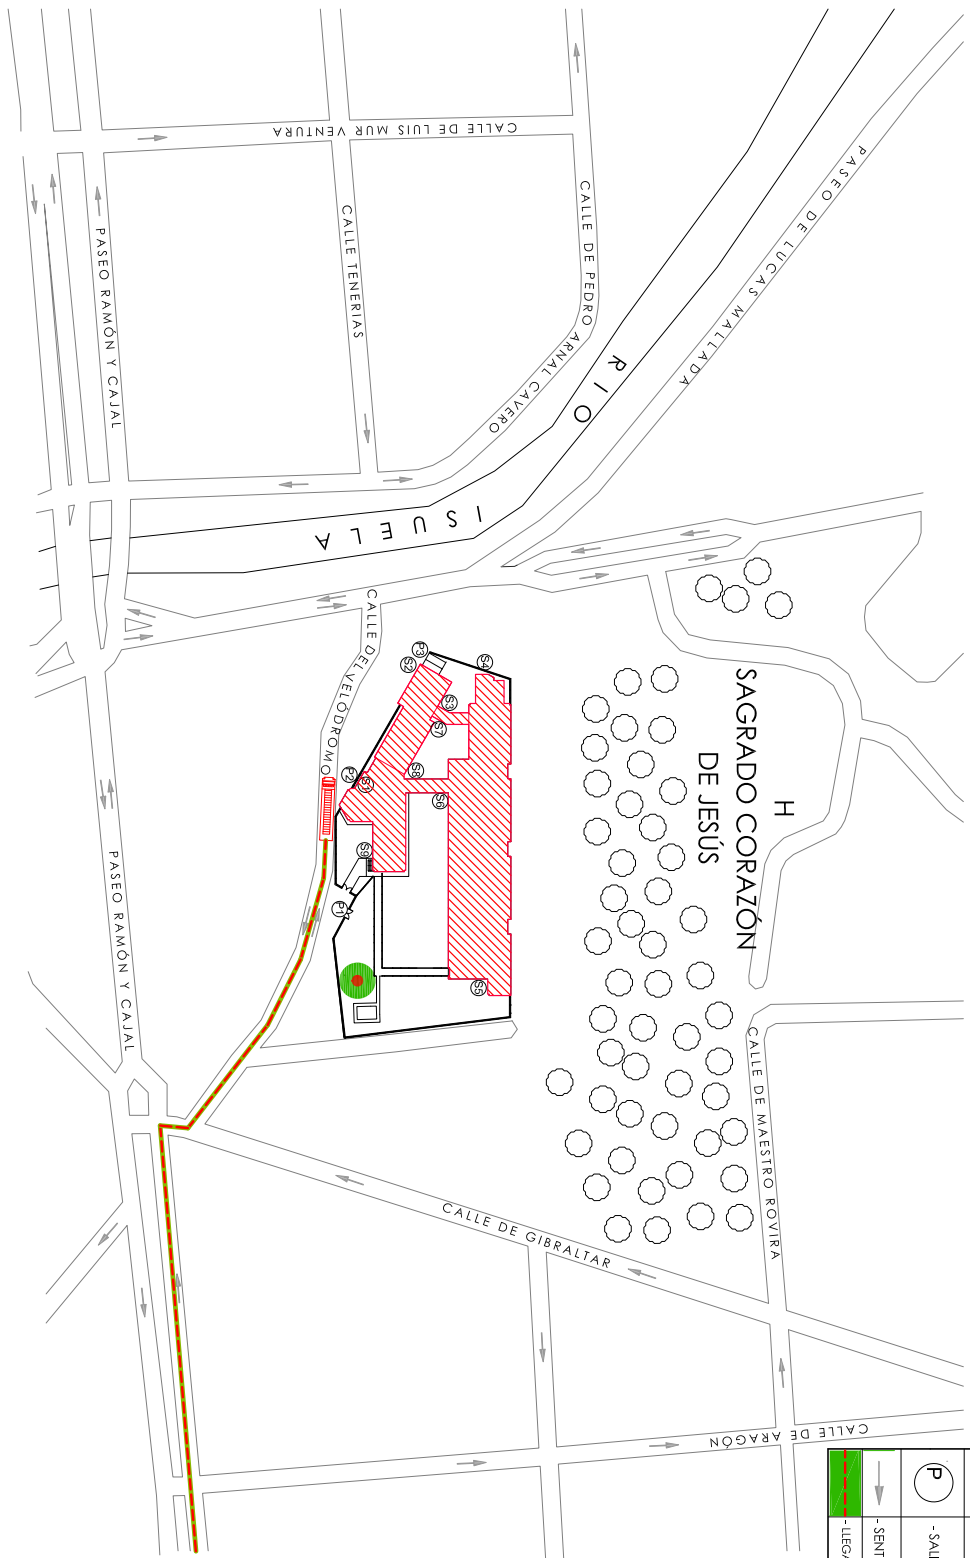 CALLE DE LUIS MUR VENTURA
PASEO RAMÓN Y CAJAL
CALLE TENERIAS
CALLE DE PEDRO ARNAL CAVERO
PASEO DE LUCAS MALLADA
RIO
ISUELA
CALLE DEL VELÓDROMO
P3
S2
S4
S3
S7
P2
S1
S8
S6
S9
P1
S5
H
SAGRADO CORAZÓN
DE JESÚS
PASEO RAMÓN Y CAJAL
CALLE DE MAESTRO ROVIRA
CALLE DE GIBRALTAR
CALLE DE ARAGÓN
P
- SALI
- SENT
- LLEGA